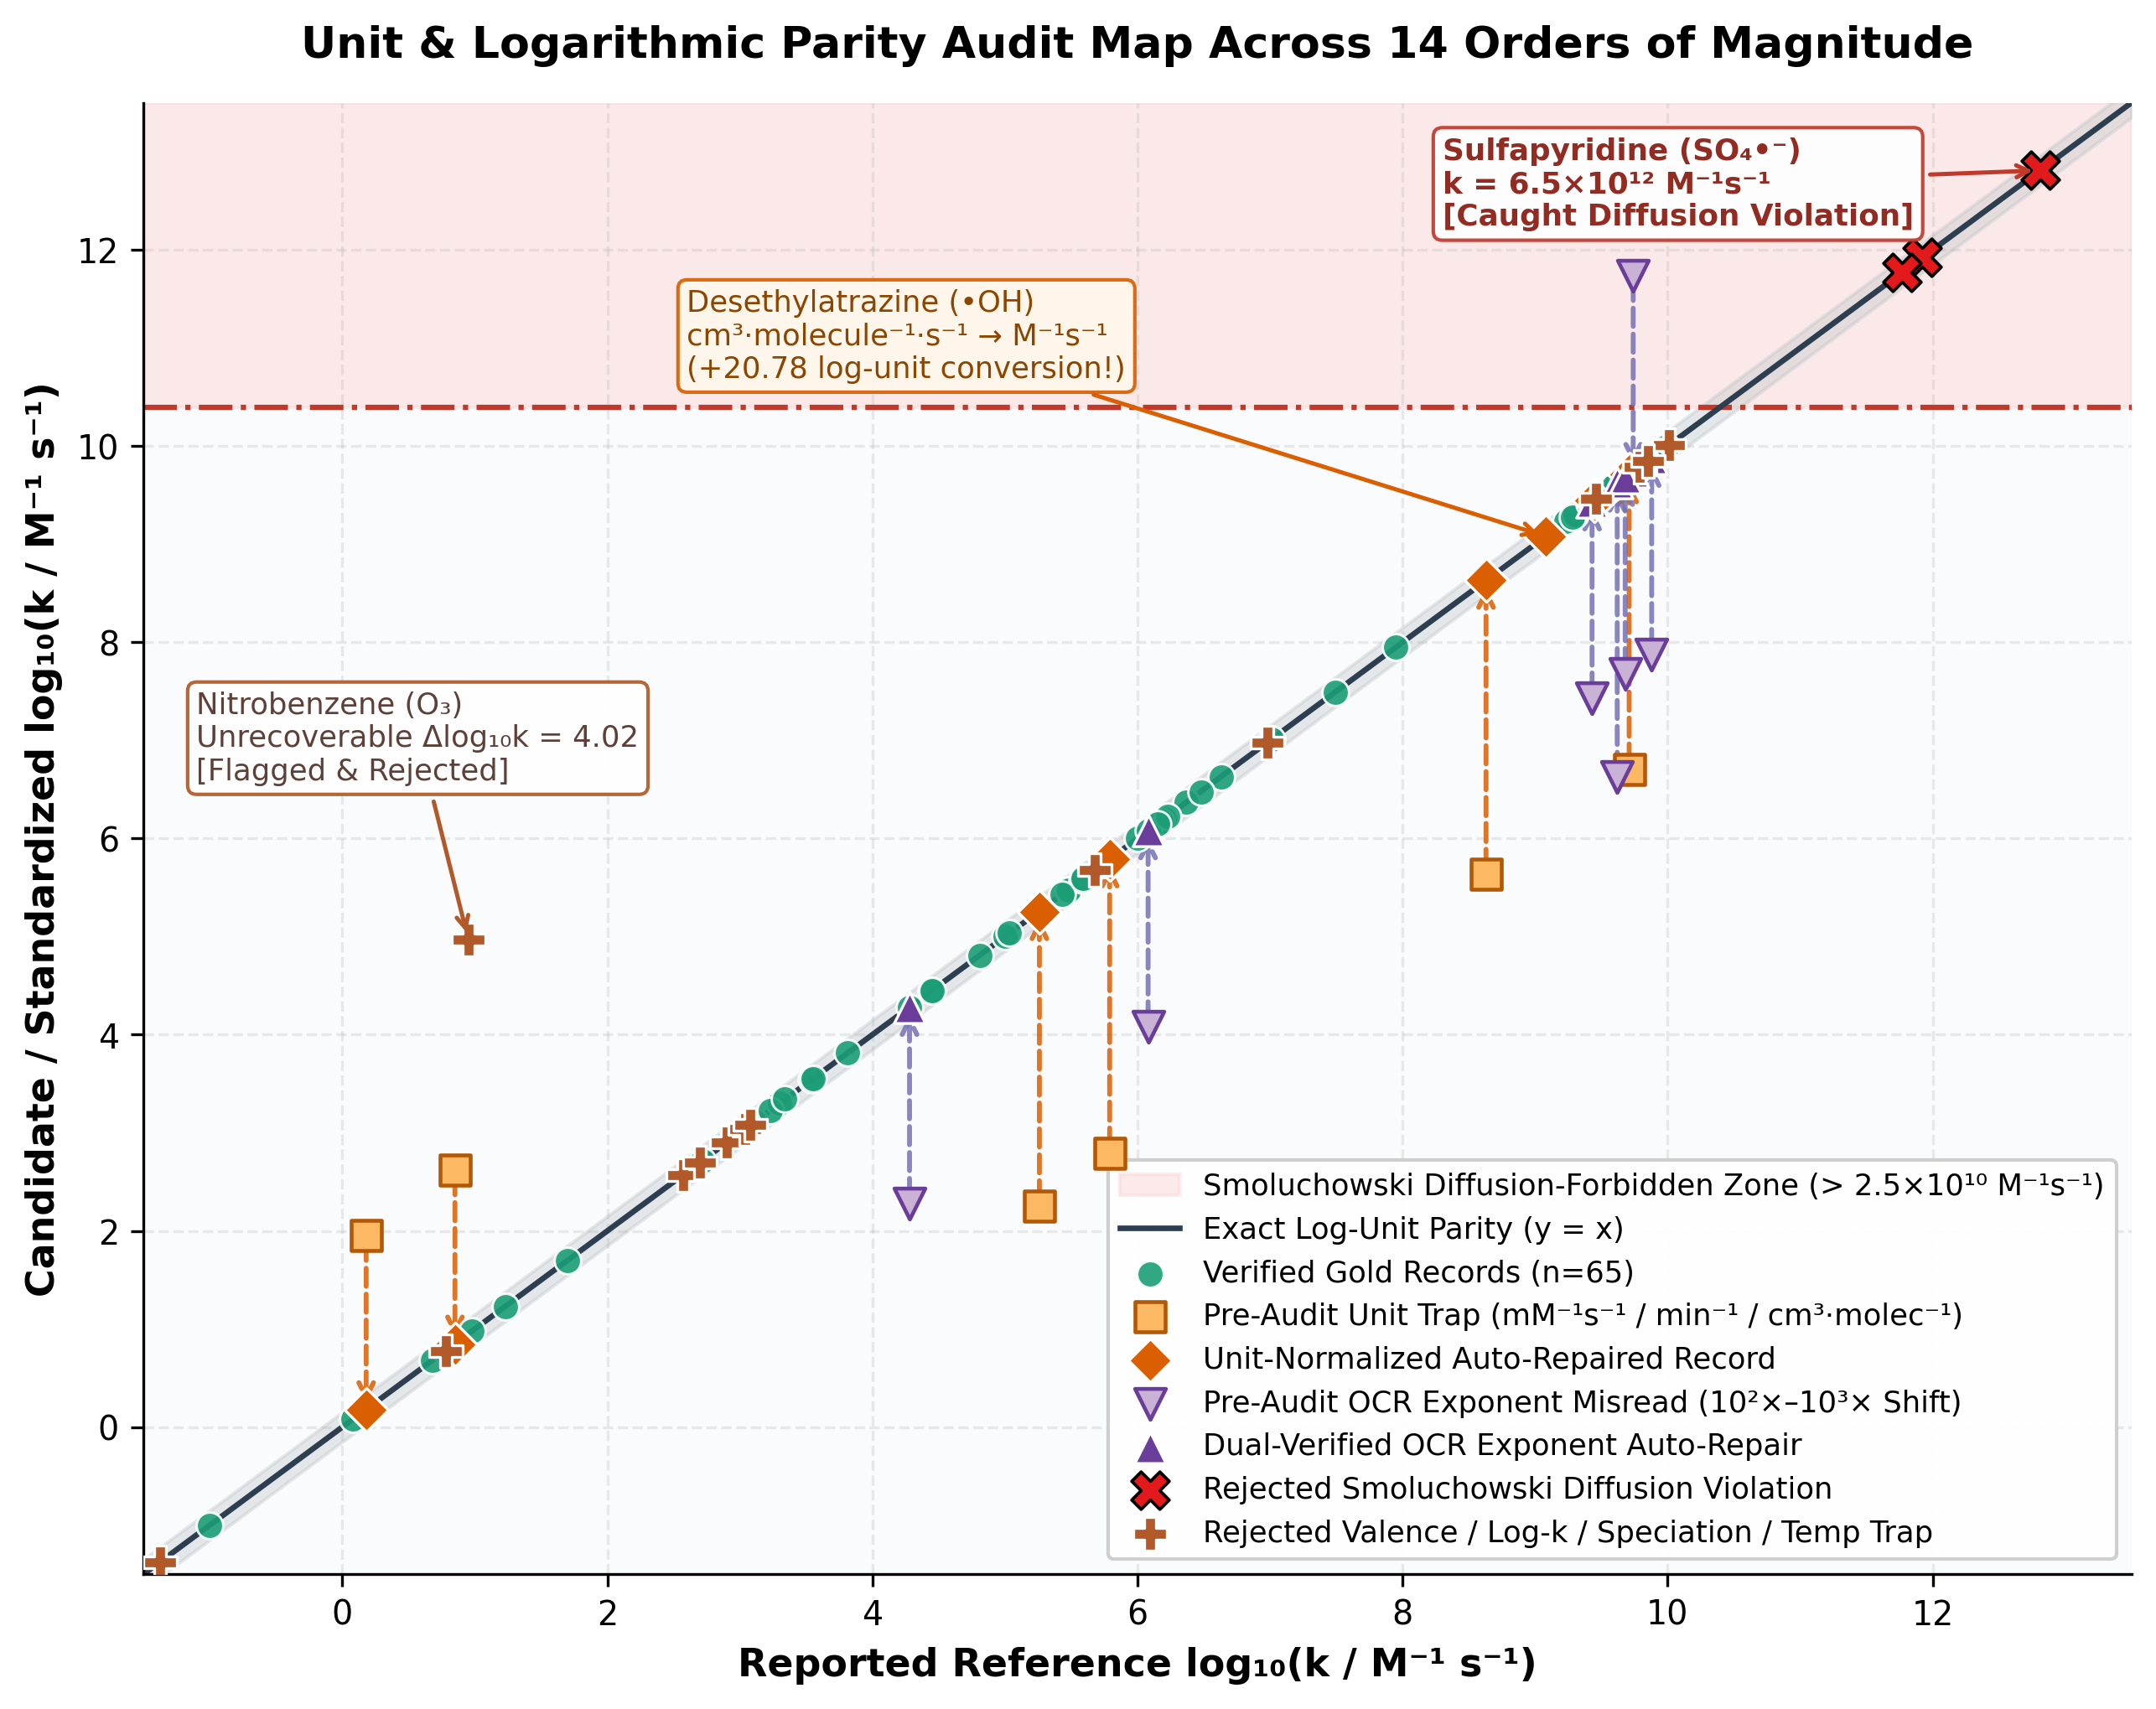 Unit & Logarithmic Parity Audit Map Across 14 Orders of Magnitude
Candidate / Standardized log₁₀(k / M⁻¹ s⁻¹)
12
10
8
6
4
2
0
Sulfapyridine (SO₄•⁻)
k = 6.5×10¹² M⁻¹s⁻¹
[Caught Diffusion Violation]
Desethylatrazine (•OH)
cm³·molecule⁻¹·s⁻¹ → M⁻¹s⁻¹
(+20.78 log-unit conversion!)
Nitrobenzene (O₃)
Unrecoverable Δlog₁₀k = 4.02
[Flagged & Rejected]
Smoluchowski Diffusion-Forbidden Zone (> 2.5×10¹⁰ M⁻¹s⁻¹)
Exact Log-Unit Parity (y = x)
Verified Gold Records (n=65)
Pre-Audit Unit Trap (mM⁻¹s⁻¹ / min⁻¹ / cm³·molec⁻¹)
Unit-Normalized Auto-Repaired Record
Pre-Audit OCR Exponent Misread (10²×–10³× Shift)
Dual-Verified OCR Exponent Auto-Repair
Rejected Smoluchowski Diffusion Violation
Rejected Valence / Log-k / Speciation / Temp Trap
0 2 4 6 8 10 12
Reported Reference log₁₀(k / M⁻¹ s⁻¹)